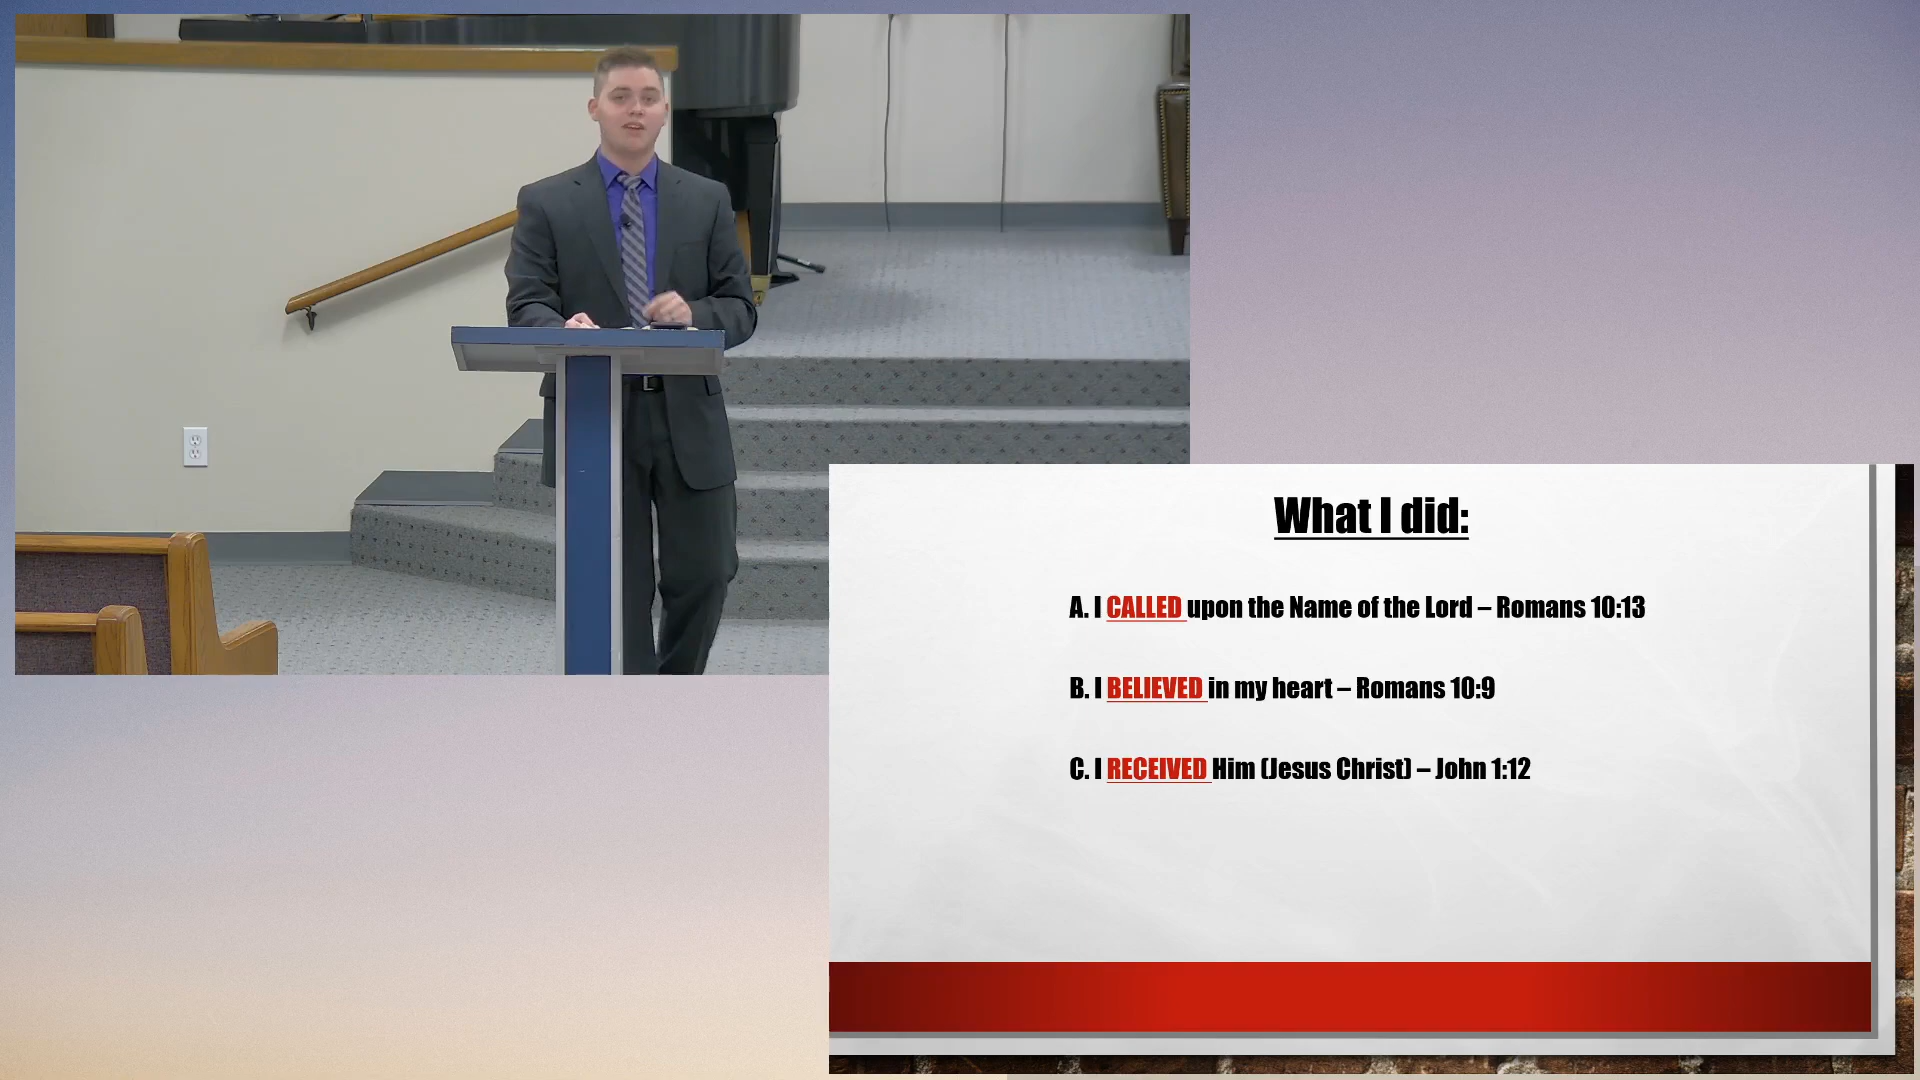 What I did:
A. I CALLED upon the Name of the Lord – Romans 10:13
B. I BELIEVED in my heart – Romans 10:9
C. I RECEIVED Him (Jesus Christ) – John 1:12